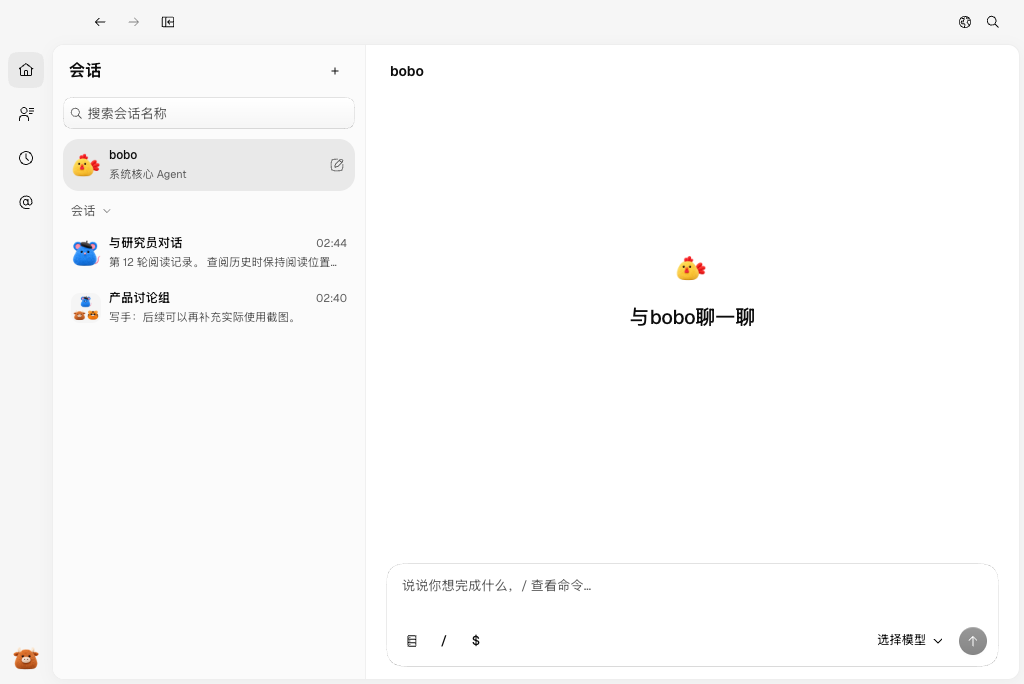 会话
+
搜索会话名称
bobo
系统核心 Agent
会话
与研究员对话 02:44
第 12 轮阅读记录。 查阅历史时保持阅读位置…
产品讨论组 02:40
写手：后续可以再补充实际使用截图。
bobo
与bobo聊一聊
说说你想完成什么，/ 查看命令…
/ $ 选择模型